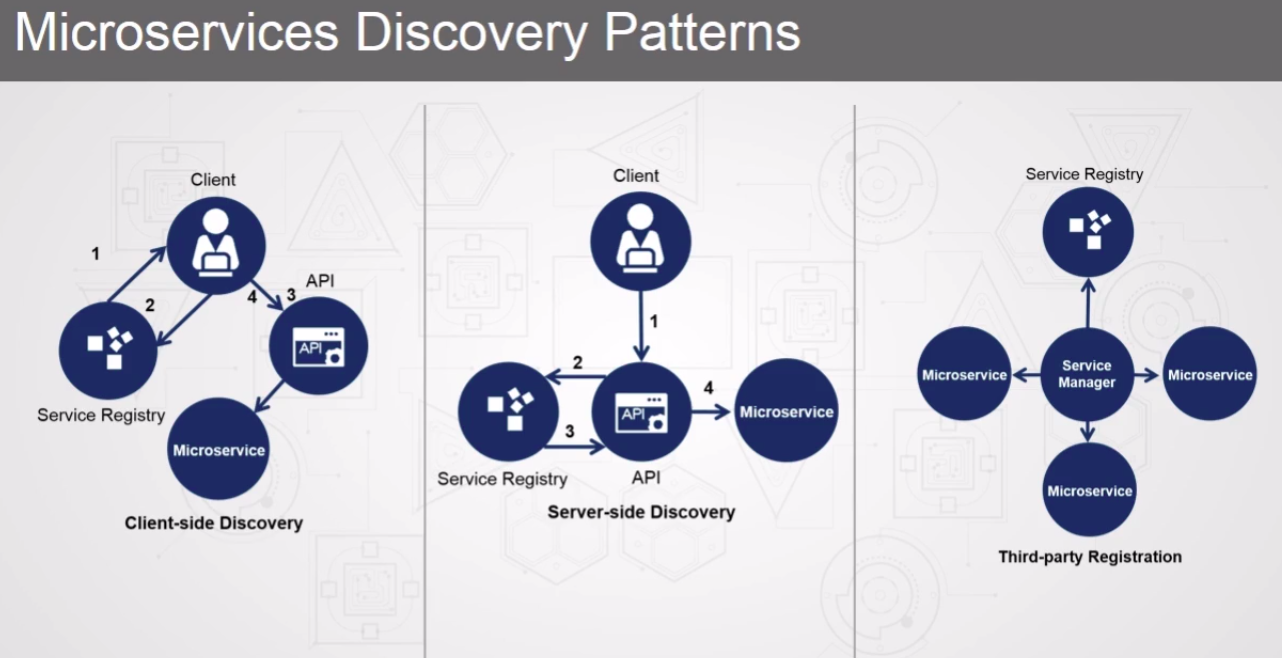 Microservices Discovery Patterns
Client
1
2
4
3
API
API
Service Registry
Microservice
Client-side Discovery
Client
1
2
3
4
API
Microservice
Service Registry
API
Server-side Discovery
Service Registry
Microservice
Service
Manager
Microservice
Microservice
Third-party Registration